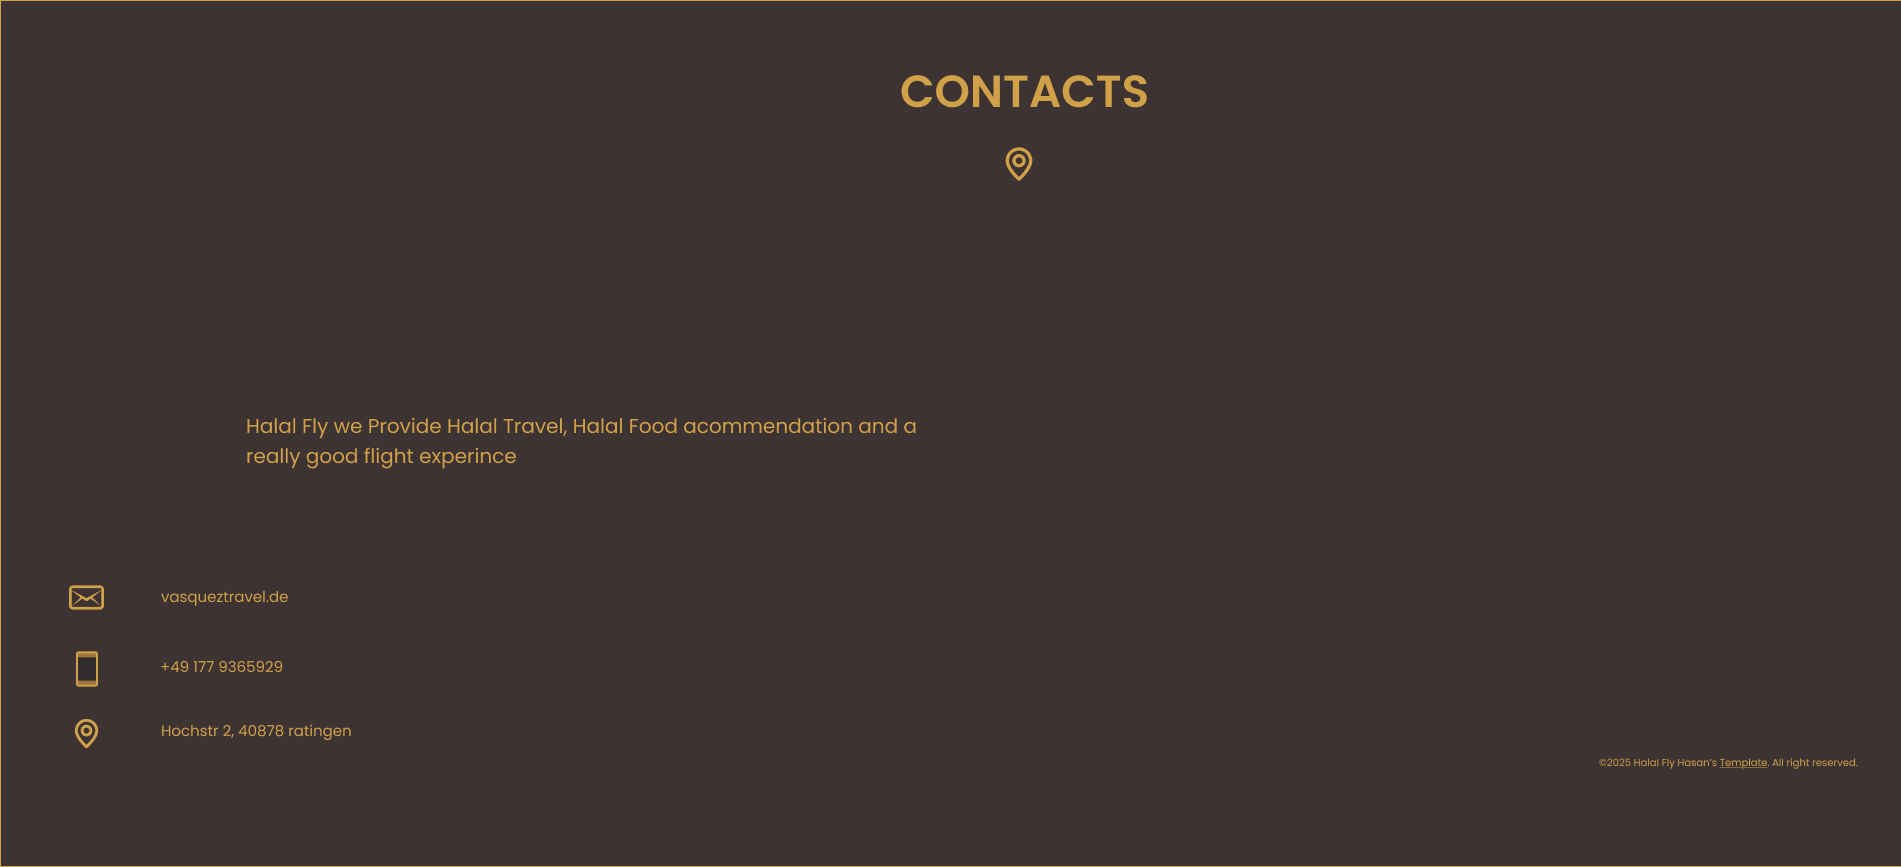 CONTACTS
Halal Fly we Provide Halal Travel, Halal Food acommendation and a
really good flight experince
vasqueztravel.de
+49 177 9365929
Hochstr 2, 40878 ratingen
©2025 Halal Fly Hasan's Template. All right reserved.